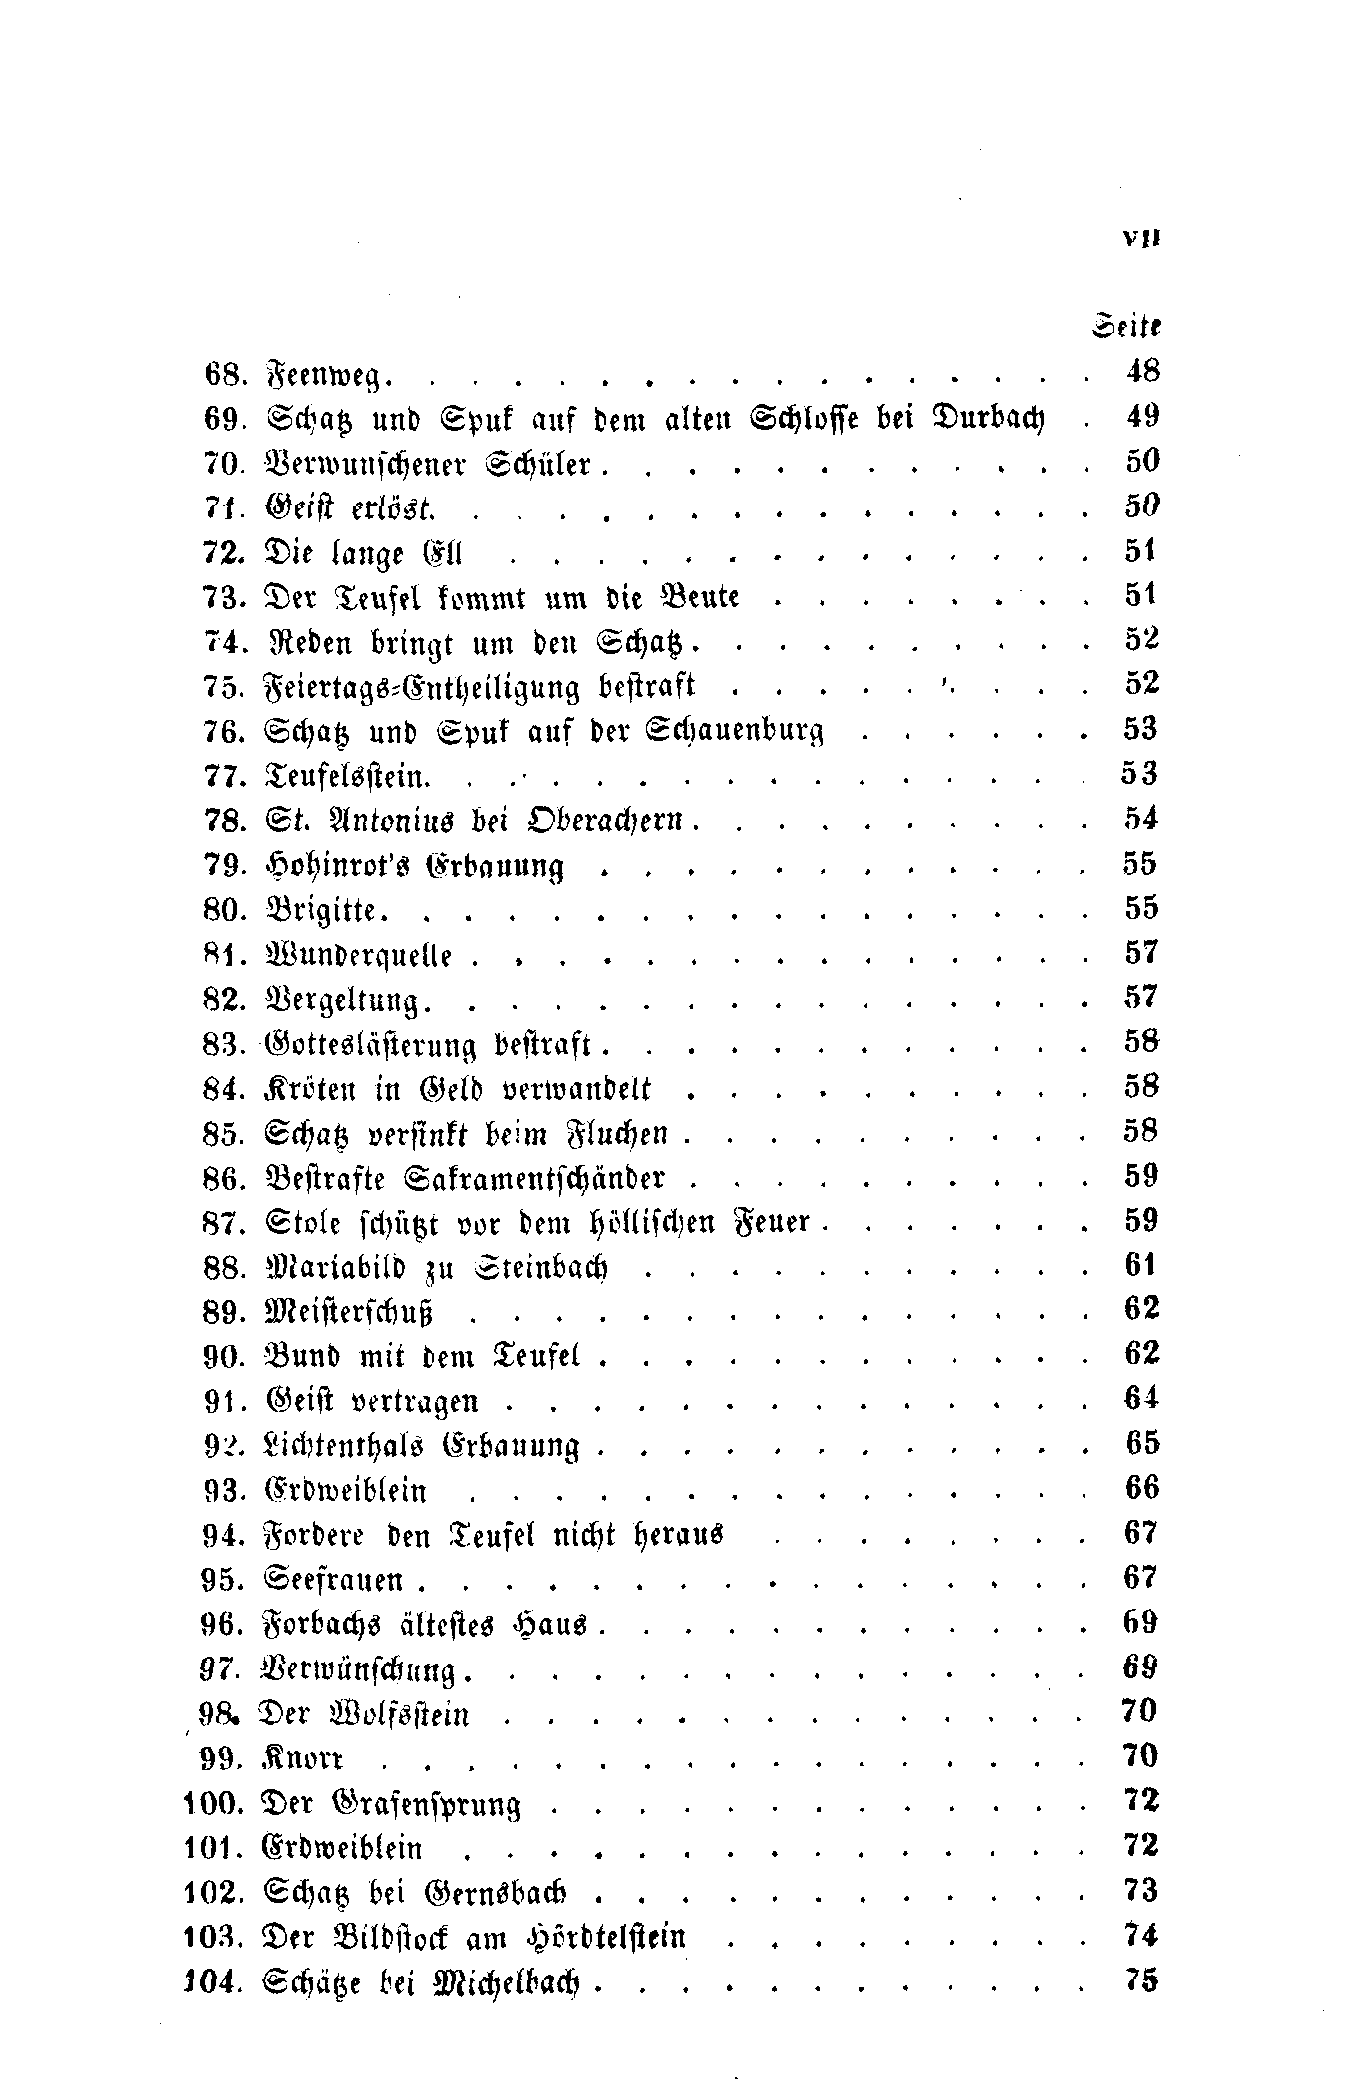 VII
Seite
68. Feenweg. . . . . . . . . . . . . . . . . 48
69. Schatz und Spuk auf dem alten Schlosse bei Durbach . 49
70. Verwunschener Schüler . . . . . . . . . . . . 50
71. Geist erlöst. . . . . . . . . . . . . . . . 50
72. Die lange Ell . . . . . . . . . . . . . . 51
73. Der Teufel kommt um die Beute . . . . . . . . 51
74. Reden bringt um den Schatz . . . . . . . . . . 52
75. Feiertags-Entheiligung bestraft . . . . . . . . . 52
76. Schatz und Spuk auf der Schauenburg . . . . . . 53
77. Teufelsstein. . . . . . . . . . . . . . . . 53
78. St. Antonius bei Oberachern . . . . . . . . . . 54
79. Hohinrot's Erbauung . . . . . . . . . . . . 55
80. Brigitte. . . . . . . . . . . . . . . . . 55
81. Wunderquelle . . . . . . . . . . . . . . . 57
82. Vergeltung. . . . . . . . . . . . . . . . 57
83. Gotteslästerung bestraft . . . . . . . . . . . . 58
84. Kröten in Geld verwandelt . . . . . . . . . . 58
85. Schatz versinkt beim Fluchen . . . . . . . . . . 58
86. Bestrafte Sakramentschänder . . . . . . . . . . 59
87. Stole schützt vor dem höllischen Feuer . . . . . . . 59
88. Mariabild zu Steinbach . . . . . . . . . . . 61
89. Meisterschuß . . . . . . . . . . . . . . . 62
90. Bund mit dem Teufel . . . . . . . . . . . . 62
91. Geist vertragen . . . . . . . . . . . . . . 64
92. Lichtenthals Erbauung . . . . . . . . . . . . 65
93. Erdweiblein . . . . . . . . . . . . . . . 66
94. Fordere den Teufel nicht heraus . . . . . . . . 67
95. Seefrauen . . . . . . . . . . . . . . . . 67
96. Forbachs ältestes Haus . . . . . . . . . . . . 69
97. Verwünschung. . . . . . . . . . . . . . . 69
98. Der Wolfsstein . . . . . . . . . . . . . . 70
99. Knorr . . . . . . . . . . . . . . . . . 70
100. Der Grafensprung . . . . . . . . . . . . . 72
101. Erdweiblein . . . . . . . . . . . . . . . 72
102. Schatz bei Gernsbach . . . . . . . . . . . . 73
103. Der Bildstock am Hördtelstein . . . . . . . . . 74
104. Schätze bei Michelbach . . . . . . . . . . . . 75